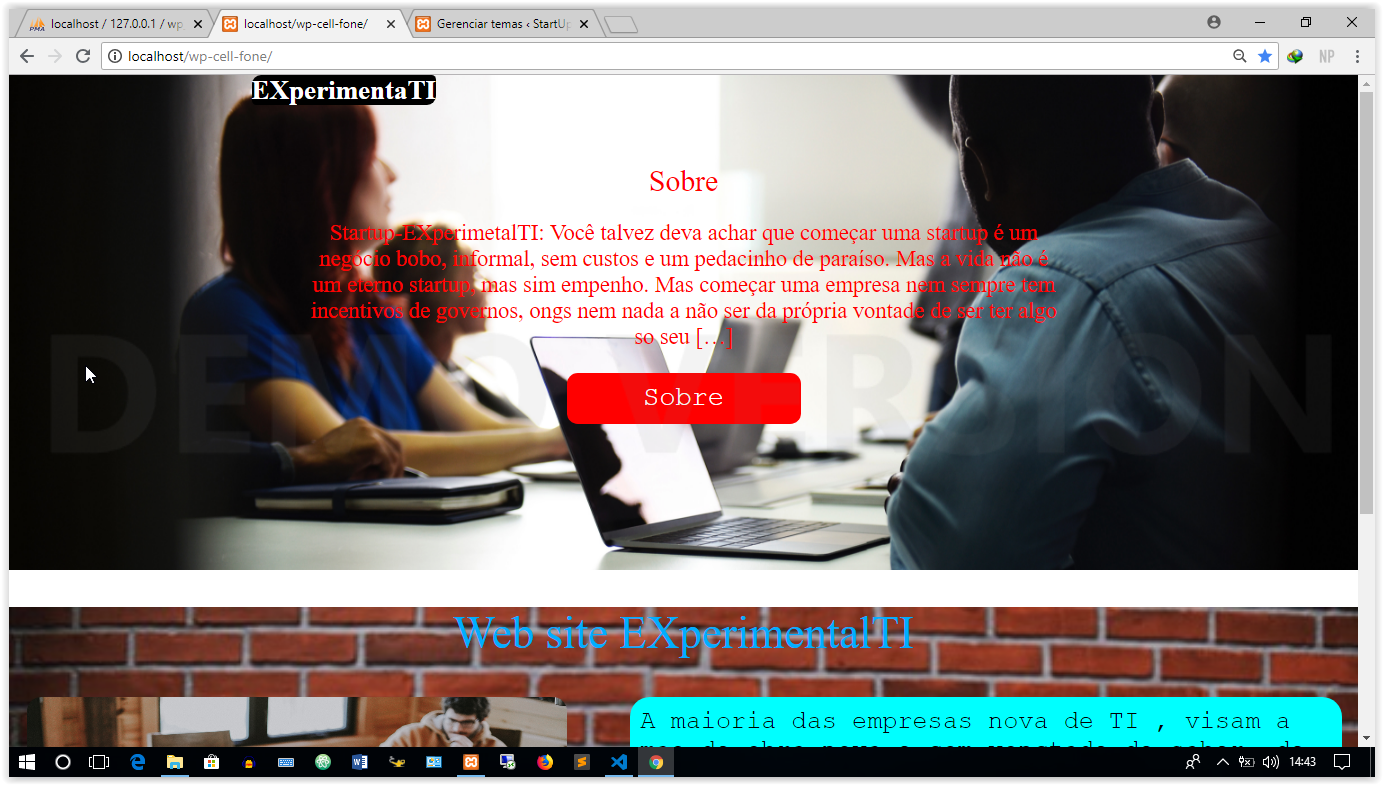 localhost / 127.0.0.1 / wp
localhost/wp-cell-fone/
Gerenciar temas ‹ StartUp
localhost/wp-cell-fone/
NP
EXperimentaTI
Sobre
Startup-EXperimetalTI: Você talvez deva achar que começar uma startup é um
negócio bobo, informal, sem custos e um pedacinho de paraíso. Mas a vida não é
um eterno startup, mas sim empenho. Mas começar uma empresa nem sempre tem
incentivos de governos, ongs nem nada a não ser da própria vontade de ser ter algo
so seu […]
DEMO VERSION
Sobre
Web site EXperimentalTI
A maioria das empresas nova de TI , visam a
14:43